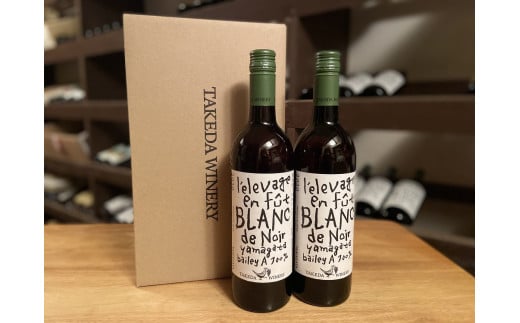 TAKEDA WINERY
l'elevage
en fût
BLANC
de Noir
yamagata
bailey A 100%
TAKEDA WINERY
l'elevage
en fût
BLANC
de Noir
yamagata
bailey A 100%
TAKEDA WINERY